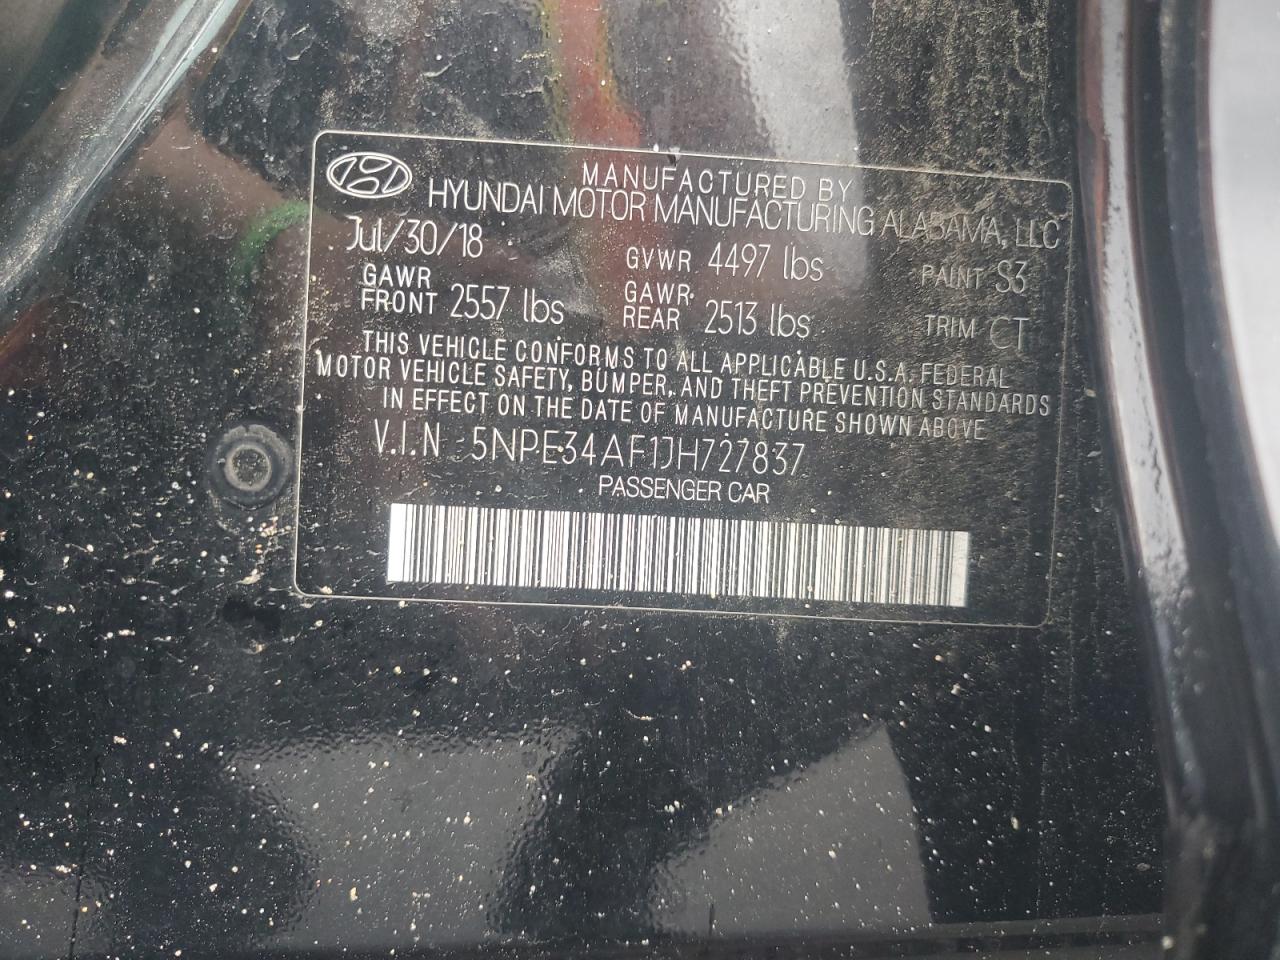 MANUFACTURED BY
HYUNDAI MOTOR MANUFACTURING ALABAMA, LLC
Jul/30/18 GVWR 4497 lbs PAINT S3
GAWR FRONT 2557 lbs GAWR REAR 2513 lbs TRIM CT
THIS VEHICLE CONFORMS TO ALL APPLICABLE U.S.A. FEDERAL
MOTOR VEHICLE SAFETY, BUMPER, AND THEFT PREVENTION STANDARDS
IN EFFECT ON THE DATE OF MANUFACTURE SHOWN ABOVE
V.I.N 5NPE34AF1JH727837
PASSENGER CAR